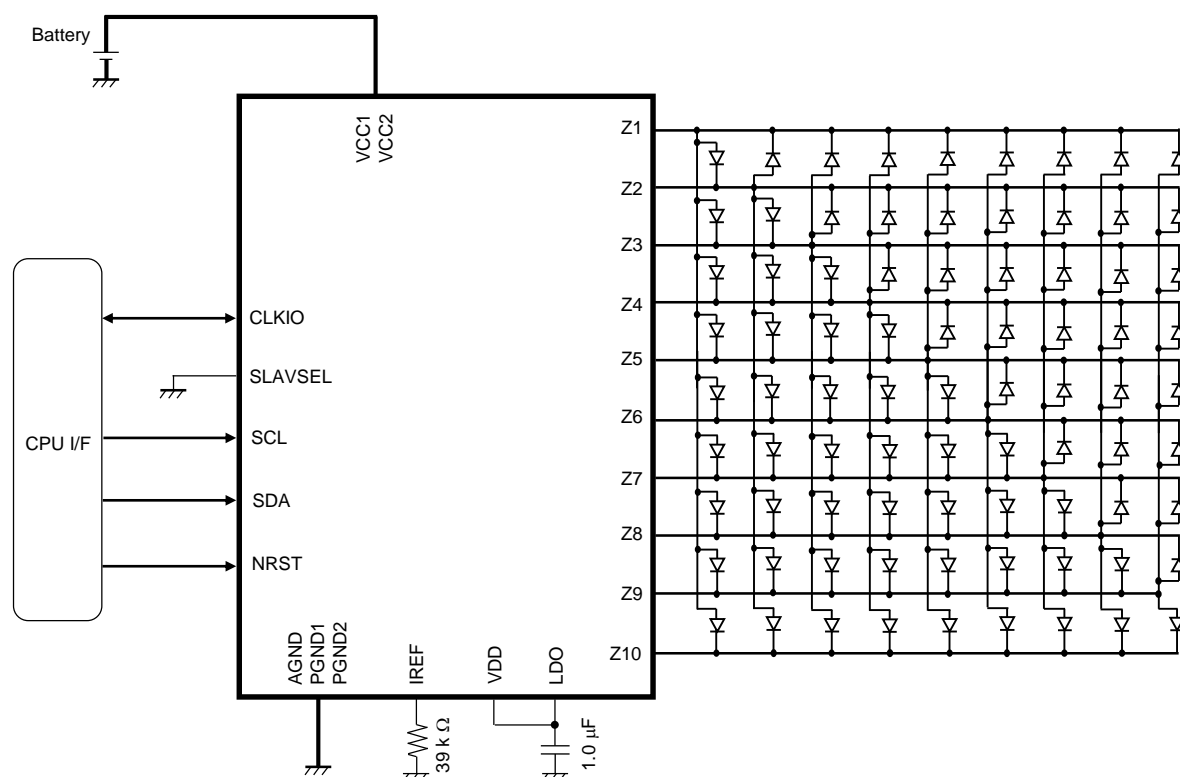 Battery
VCC1
VCC2
Z1
Z2
Z3
Z4
Z5
Z6
Z7
Z8
Z9
Z10
CPU I/F
CLKIO
SLAVSEL
SCL
SDA
NRST
AGND
PGND1
PGND2
IREF
VDD
LDO
39 k Ω
1.0 μF